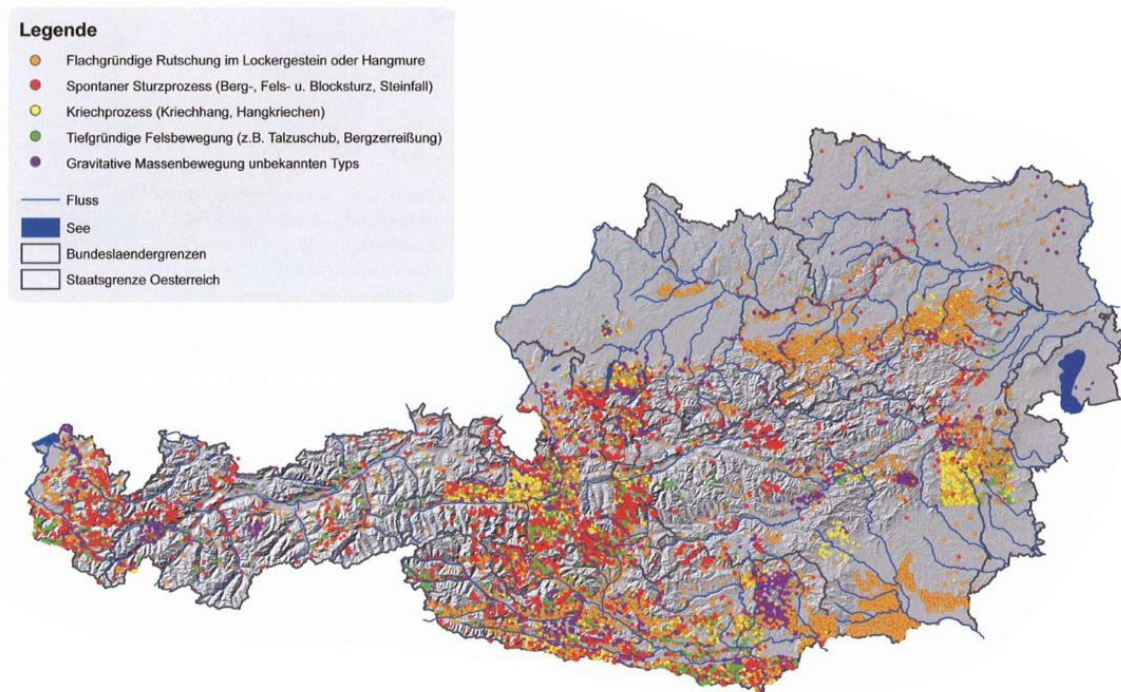 Legende
Flachgründige Rutschung im Lockergestein oder Hangmure
Spontaner Sturzprozess (Berg-, Fels- u. Blocksturz, Steinfall)
Kriechprozess (Kriechhang, Hangkriechen)
Tiefgründige Felsbewegung (z.B. Talzuschub, Bergzerreißung)
Gravitative Massenbewegung unbekannten Typs
Fluss
See
Bundeslaendergrenzen
Staatsgrenze Oesterreich